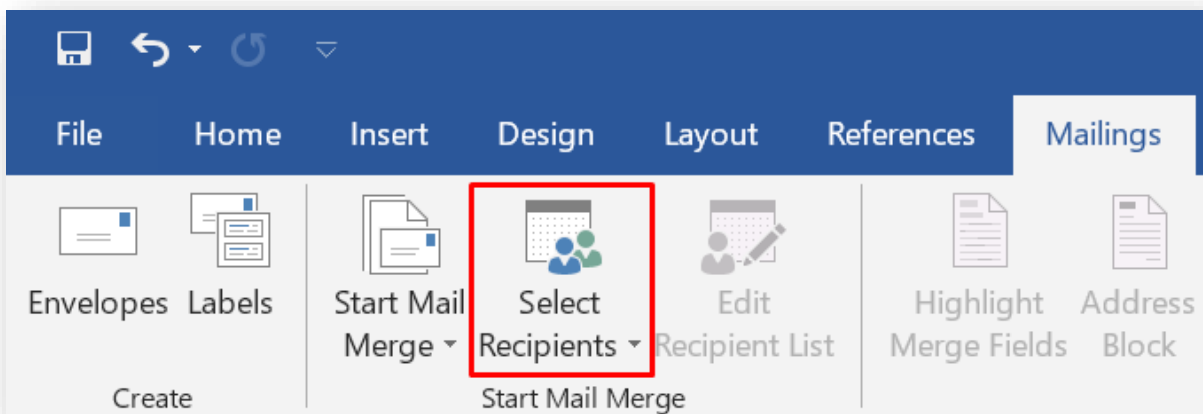 File Home Insert Design Layout References Mailings
Envelopes Labels Start Mail Select Edit Highlight Address
Merge Recipients Recipient List Merge Fields Block
Create Start Mail Merge